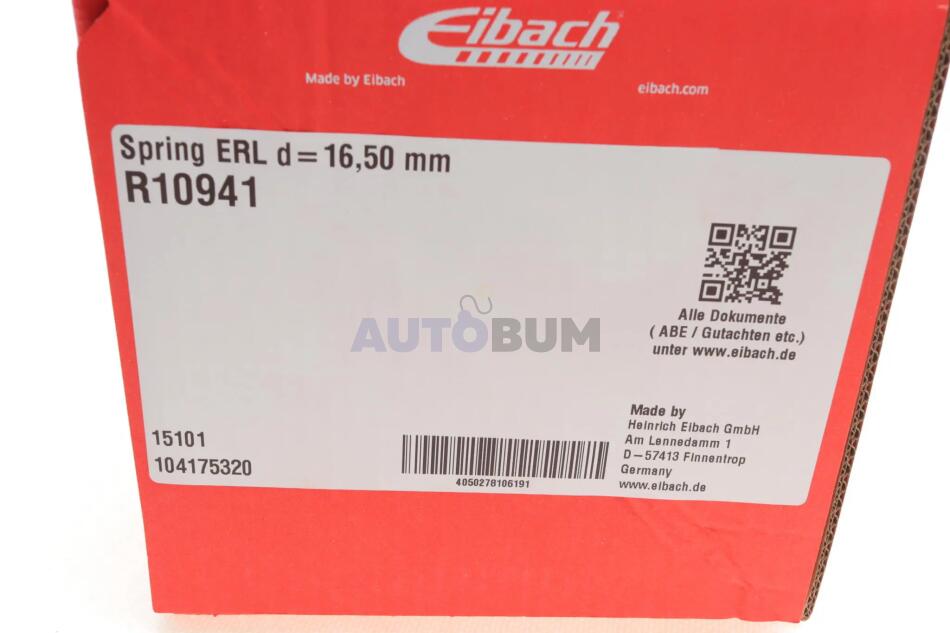 Eibach
Made by Eibach
eibach.com
Spring ERL d=16,50 mm
R10941
Alle Dokumente
( ABE / Gutachten etc.)
unter www.eibach.de
AUTOBUM
15101
104175320
4050278106191
Made by
Heinrich Eibach GmbH
Am Lennedamm 1
D-57413 Finnentrop
Germany
www.eibach.de